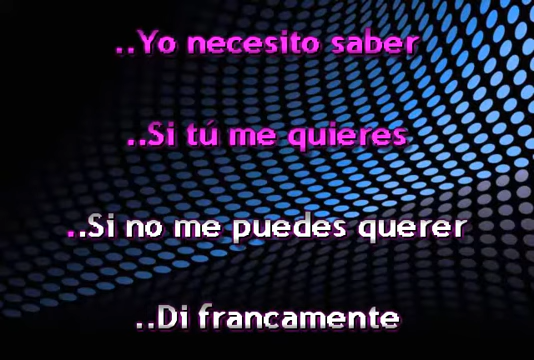 ..Yo necesito saber
..Si tú me quieres
..Si no me puedes querer
..Di francamente